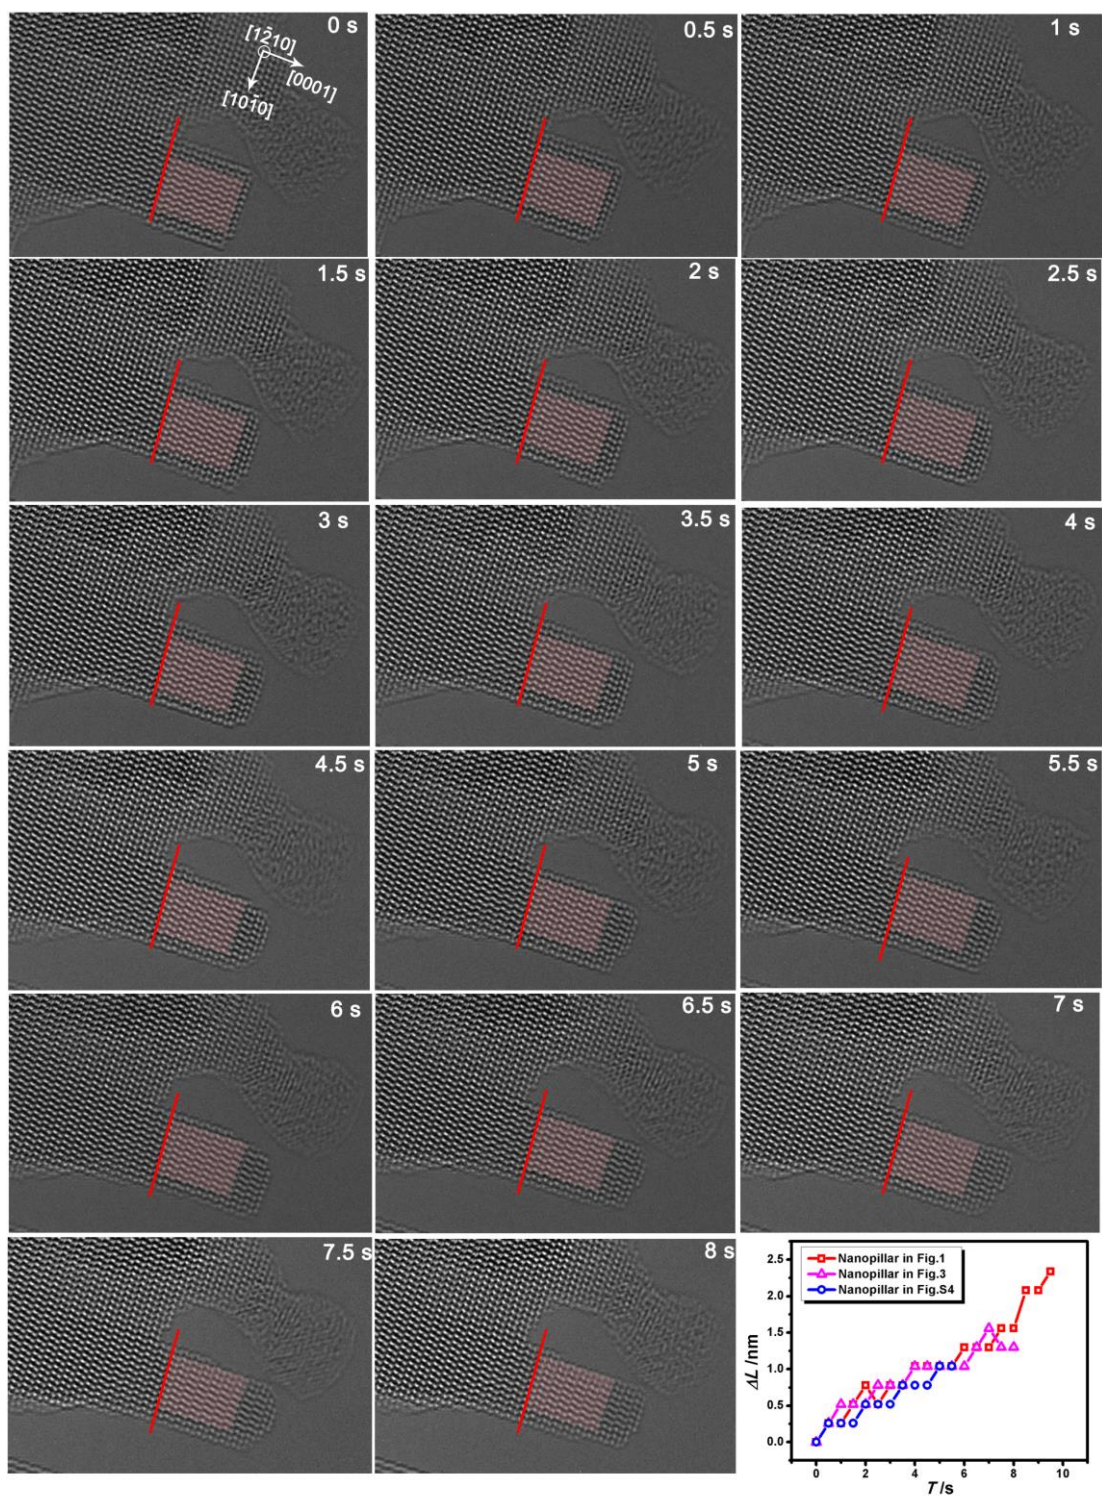 0 s
0.5 s
1 s
[12̄10]
[0001]
[101̄0]
1.5 s
2 s
2.5 s
3 s
3.5 s
4 s
4.5 s
5 s
5.5 s
6 s
6.5 s
7 s
7.5 s
8 s
Nanopillar in Fig.1
Nanopillar in Fig.3
Nanopillar in Fig.S4
2.5
2.0
1.5
1.0
0.5
0.0
ΔL /nm
0 2 4 6 8 10
T /s